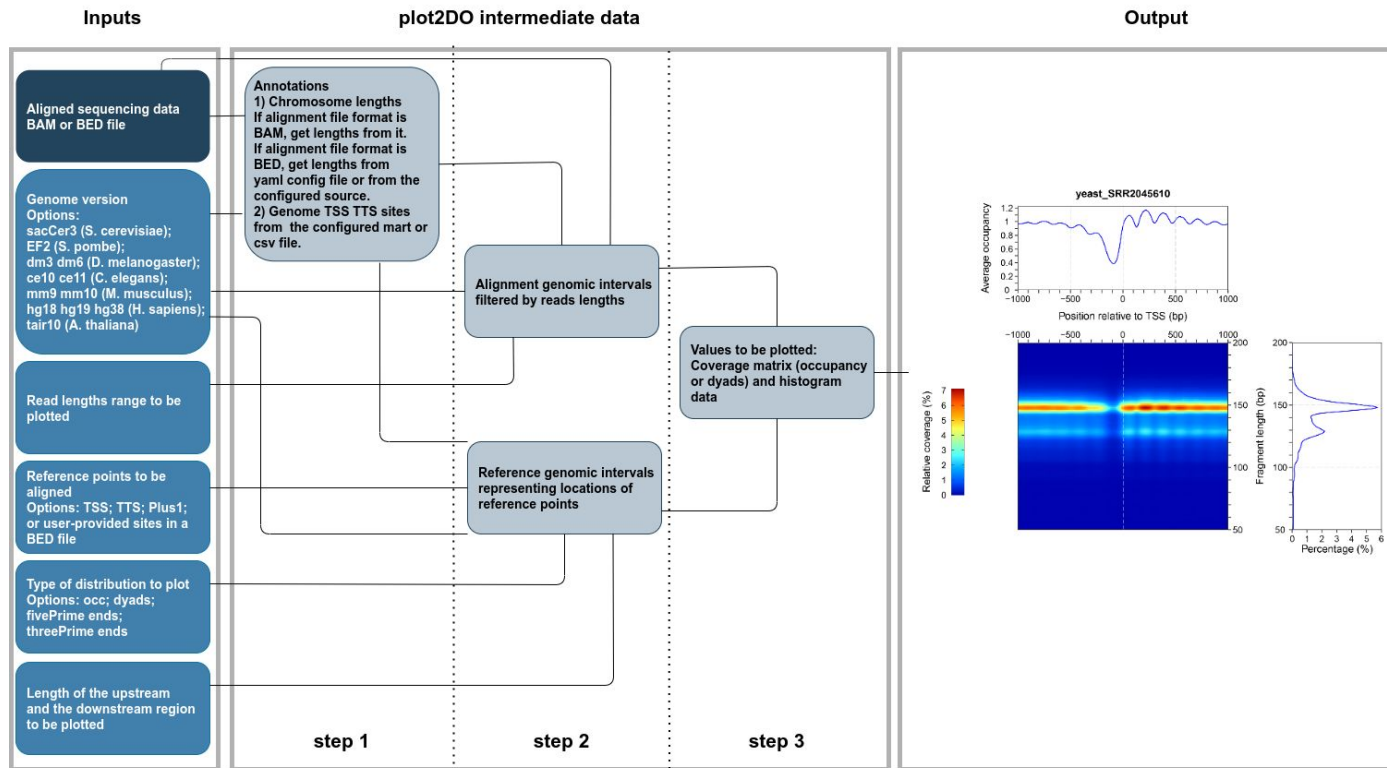 Inputs
plot2DO intermediate data
Output
Aligned sequencing data
BAM or BED file
Genome version
Options:
sacCer3 (S. cerevisiae);
EF2 (S. pombe);
dm3 dm6 (D. melanogaster);
ce10 ce11 (C. elegans);
mm9 mm10 (M. musculus);
hg18 hg19 hg38 (H. sapiens);
tair10 (A. thaliana)
Read lengths range to be
plotted
Reference points to be
aligned
Options: TSS; TTS; Plus1;
or user-provided sites in a
BED file
Type of distribution to plot
Options: occ; dyads;
fivePrime ends;
threePrime ends
Length of the upstream
and the downstream region
to be plotted
Annotations
1) Chromosome lengths
If alignment file format is
BAM, get lengths from it.
If alignment file format is
BED, get lengths from
yaml config file or from the
configured source.
2) Genome TSS TTS sites
from the configured mart or
csv file.
Alignment genomic intervals
filtered by reads lengths
Reference genomic intervals
representing locations of
reference points
Values to be plotted:
Coverage matrix (occupancy
or dyads) and histogram
data
step 1
step 2
step 3
yeast_SRR2045610
Average occupancy
1.2
1
0.8
0.6
0.4
0.2
0
−1000 −500 0 500 1000
Position relative to TSS (bp)
−1000 −500 0 500 1000
Relative coverage (%)
7
6
5
4
3
2
1
0
200
150
100
50
Fragment length (bp)
200
150
100
50
0 1 2 3 4 5 6
Percentage (%)